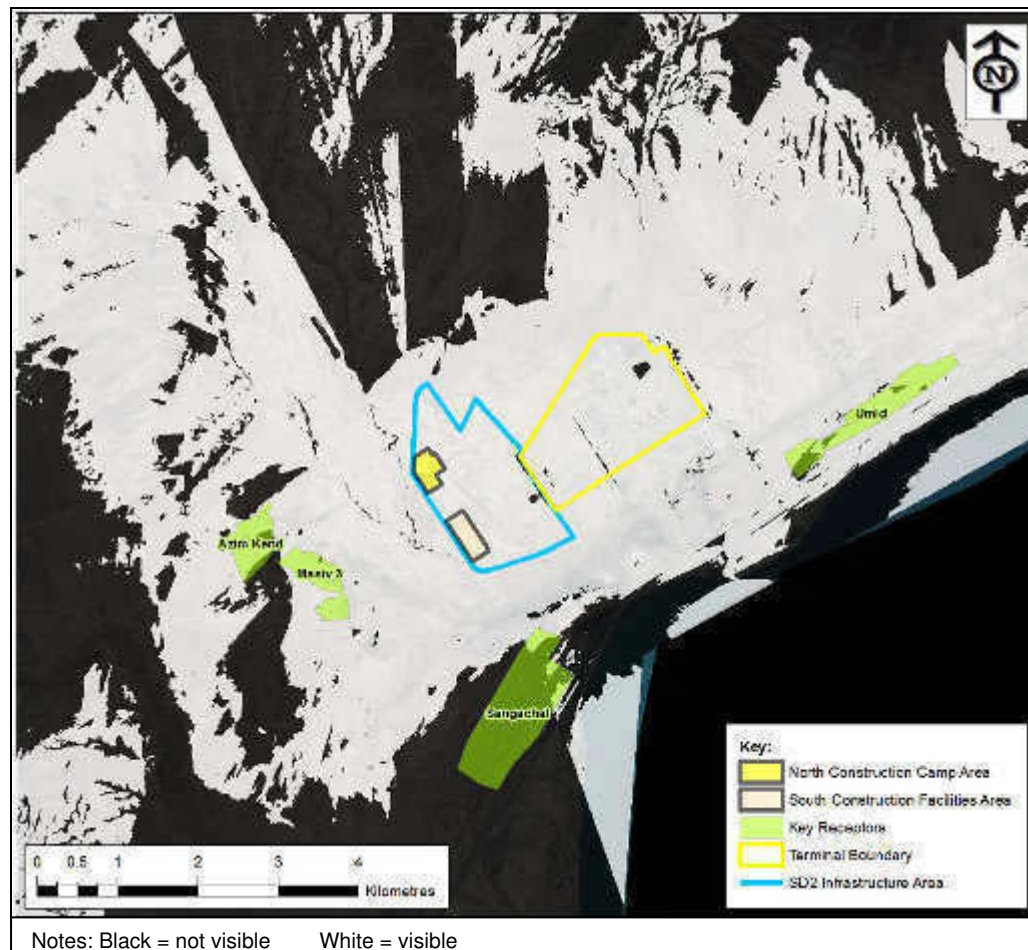 N
Umid
Azim Kend
Masiv 3
Sangachal
Key:
North Construction Camp Area
South Construction Facilities Area
Key Receptors
Terminal Boundary
SD2 Infrastructure Area
0 0.5 1 2 3 4
Kilometres
Notes: Black = not visible White = visible